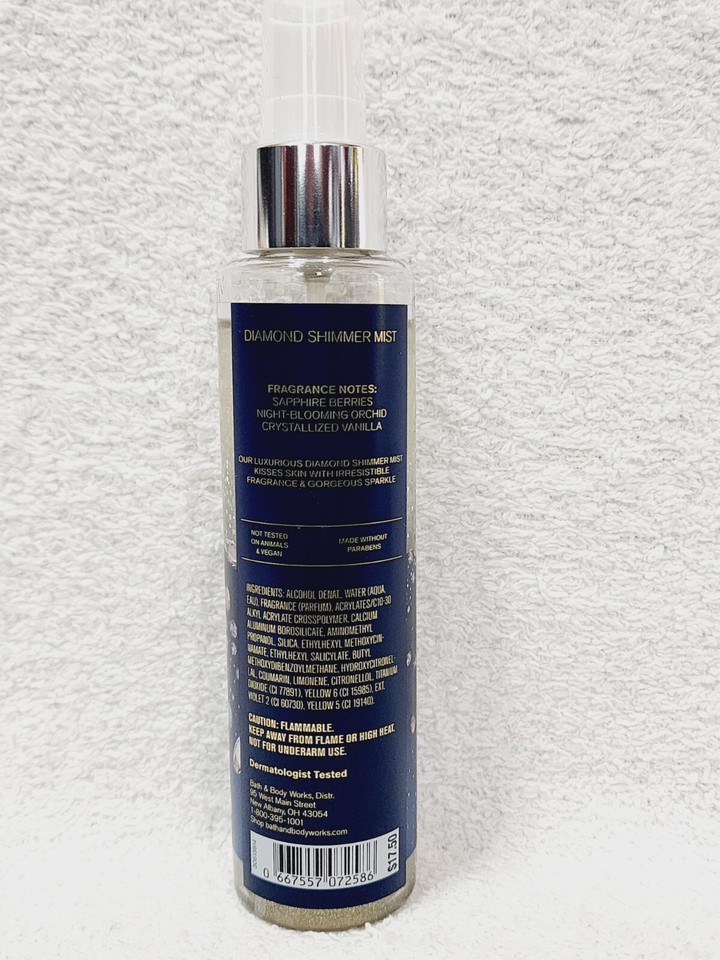 DIAMOND SHIMMER MIST
FRAGRANCE NOTES:
SAPPHIRE BERRIES
NIGHT-BLOOMING ORCHID
CRYSTALLIZED VANILLA
OUR LUXURIOUS DIAMOND SHIMMER MIST
KISSES SKIN WITH IRRESISTIBLE
FRAGRANCE & GORGEOUS SPARKLE
NOT TESTED
ON ANIMALS
& VEGAN
MADE WITHOUT
PARABENS
INGREDIENTS: ALCOHOL DENAT., WATER (AQUA,
EAU), FRAGRANCE (PARFUM), ACRYLATES/C10-30
ALKYL ACRYLATE CROSSPOLYMER, CALCIUM
ALUMINUM BOROSILICATE, AMINOMETHYL
PROPANOL, SILICA, ETHYLHEXYL METHOXYCIN-
NAMATE, ETHYLHEXYL SALICYLATE, BUTYL
METHOXYDIBENZOYLMETHANE, HYDROXYCITRONEL-
LAL, COUMARIN, LIMONENE, CITRONELLOL, TITANIUM
DIOXIDE (CI 77891), YELLOW 6 (CI 15985), EXT.
VIOLET 2 (CI 60730), YELLOW 5 (CI 19140).
CAUTION: FLAMMABLE.
KEEP AWAY FROM FLAME OR HIGH HEAT.
NOT FOR UNDERARM USE.
Dermatologist Tested
Bath & Body Works, Distr.
95 West Main Street
New Albany, OH 43054
1-800-395-1001
Shop bathandbodyworks.com
0 667557 072586
$17.50